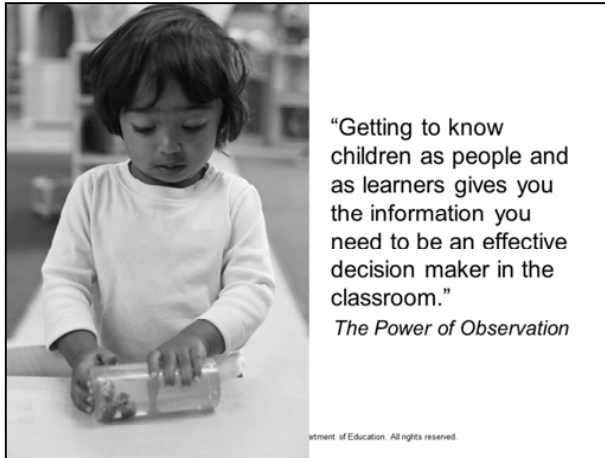 “Getting to know
children as people and
as learners gives you
the information you
need to be an effective
decision maker in the
classroom.”
The Power of Observation
of Education. All rights reserved.